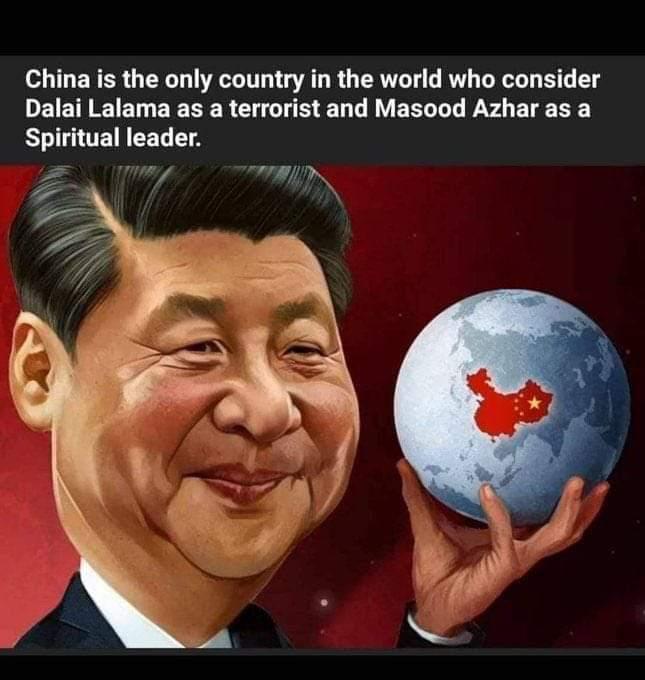 China is the only country in the world who consider
Dalai Lalama as a terrorist and Masood Azhar as a
Spiritual leader.